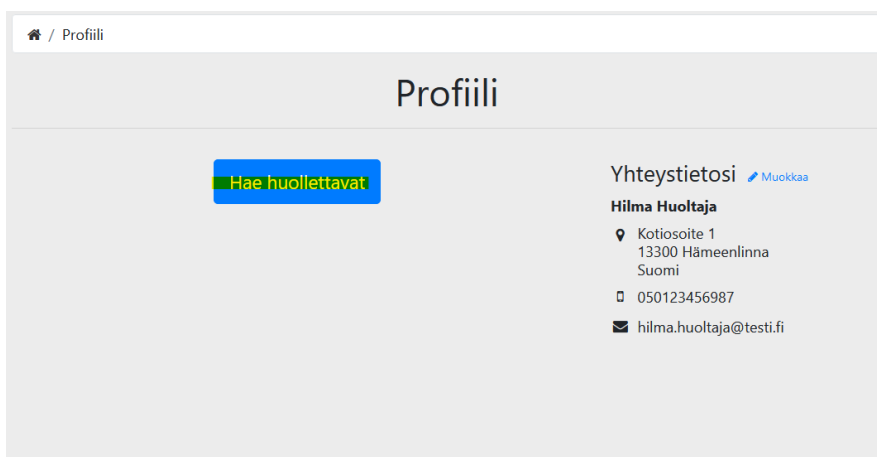 / Profiili
Profiili
Hae huollettavat
Yhteystietosi Muokkaa
Hilma Huoltaja
Kotiosoite 1
13300 Hämeenlinna
Suomi
050123456987
hilma.huoltaja@testi.fi